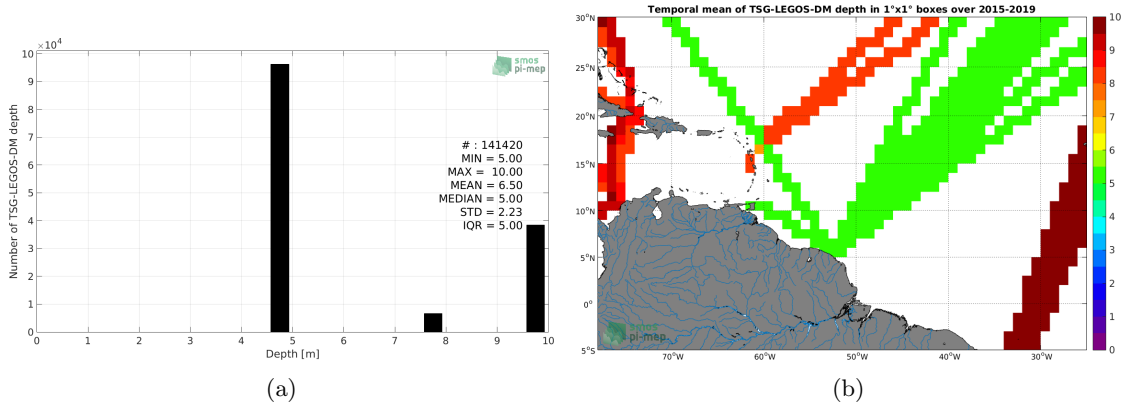 ×10⁴
10
9
8
7
6
5
4
3
2
1
0
Number of TSG-LEGOS-DM depth
smos
pi-mep
# : 141420
MIN = 5.00
MAX = 10.00
MEAN = 6.50
MEDIAN = 5.00
STD = 2.23
IQR = 5.00
0 1 2 3 4 5 6 7 8 9 10
Depth [m]
(a)
Temporal mean of TSG-LEGOS-DM depth in 1°x1° boxes over 2015-2019
30°N
25°N
20°N
15°N
10°N
5°N
0°
5°S
smos
pi-mep
70°W 60°W 50°W 40°W 30°W
10
9
8
7
6
5
4
3
2
1
0
(b)